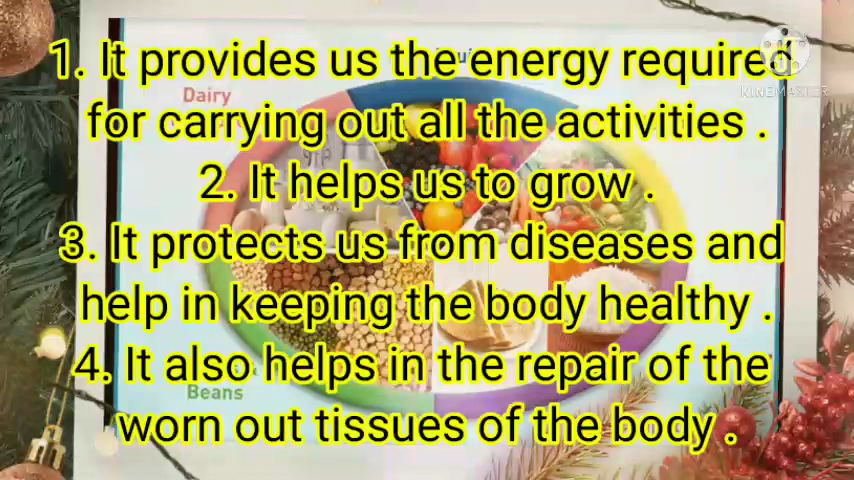 1. It provides us the energy required
for carrying out all the activities .
2. It helps us to grow .
3. It protects us from diseases and
help in keeping the body healthy .
4. It also helps in the repair of the
worn out tissues of the body .
Dairy
Beans
KINEMASTER